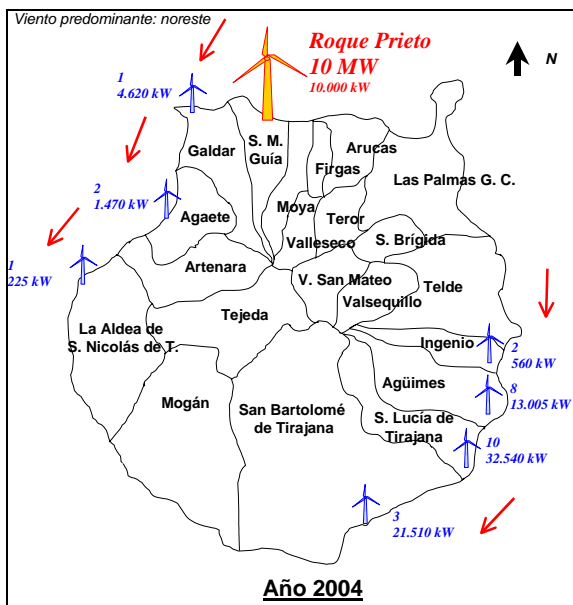 Viento predominante: noreste
1
4.620 kW
Roque Prieto
10 MW
10.000 kW
N
Galdar
S. M.
Guía
Firgas
Arucas
Las Palmas G. C.
2
1.470 kW
Agaete
Moya
Teror
Valleseco
S. Brígida
1
225 kW
Artenara
V. San Mateo
Valsequillo
Telde
La Aldea de
S. Nicolás de T.
Tejeda
Ingenio
2
560 kW
Agüimes
8
13.005 kW
Mogán
San Bartolomé
de Tirajana
S. Lucía de
Tirajana
10
32.540 kW
3
21.510 kW
Año 2004